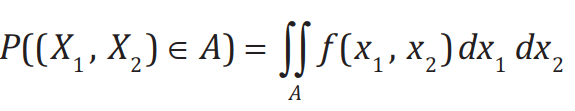 P((X₁, X₂) ∈ A) = ∬_A f(x₁, x₂) dx₁ dx₂